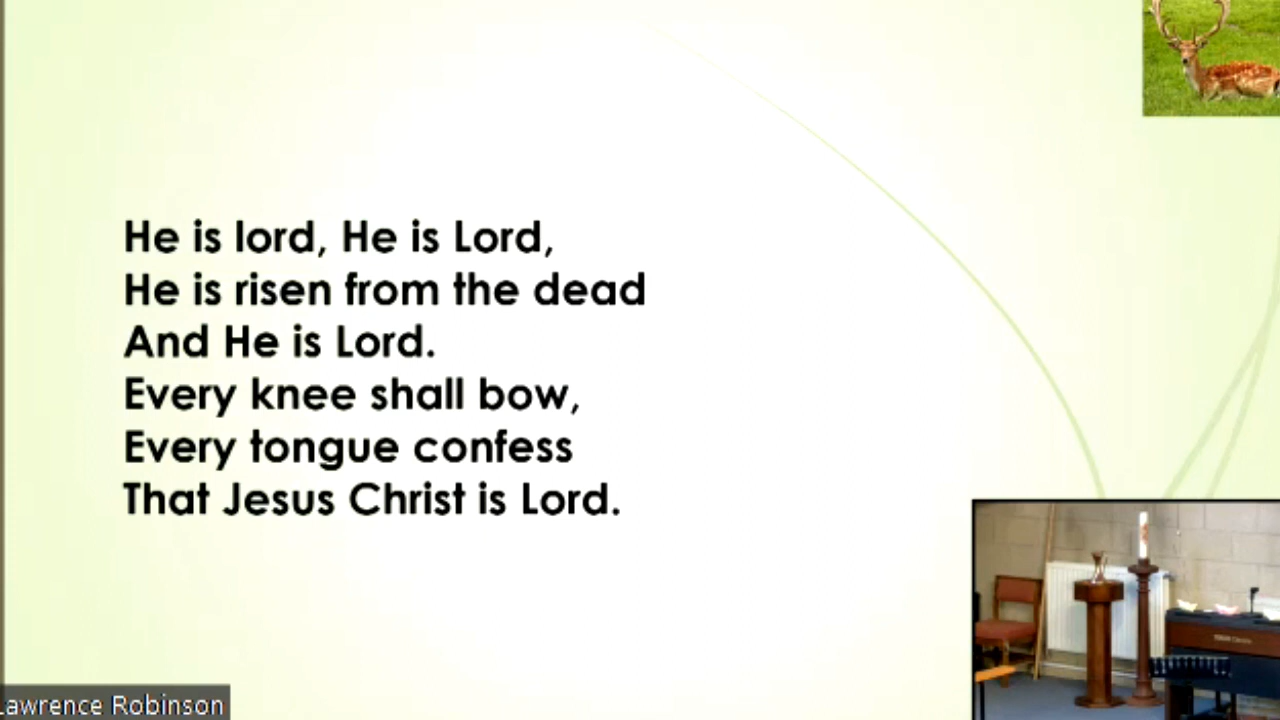 He is lord, He is Lord,
He is risen from the dead
And He is Lord.
Every knee shall bow,
Every tongue confess
That Jesus Christ is Lord.
Lawrence Robinson